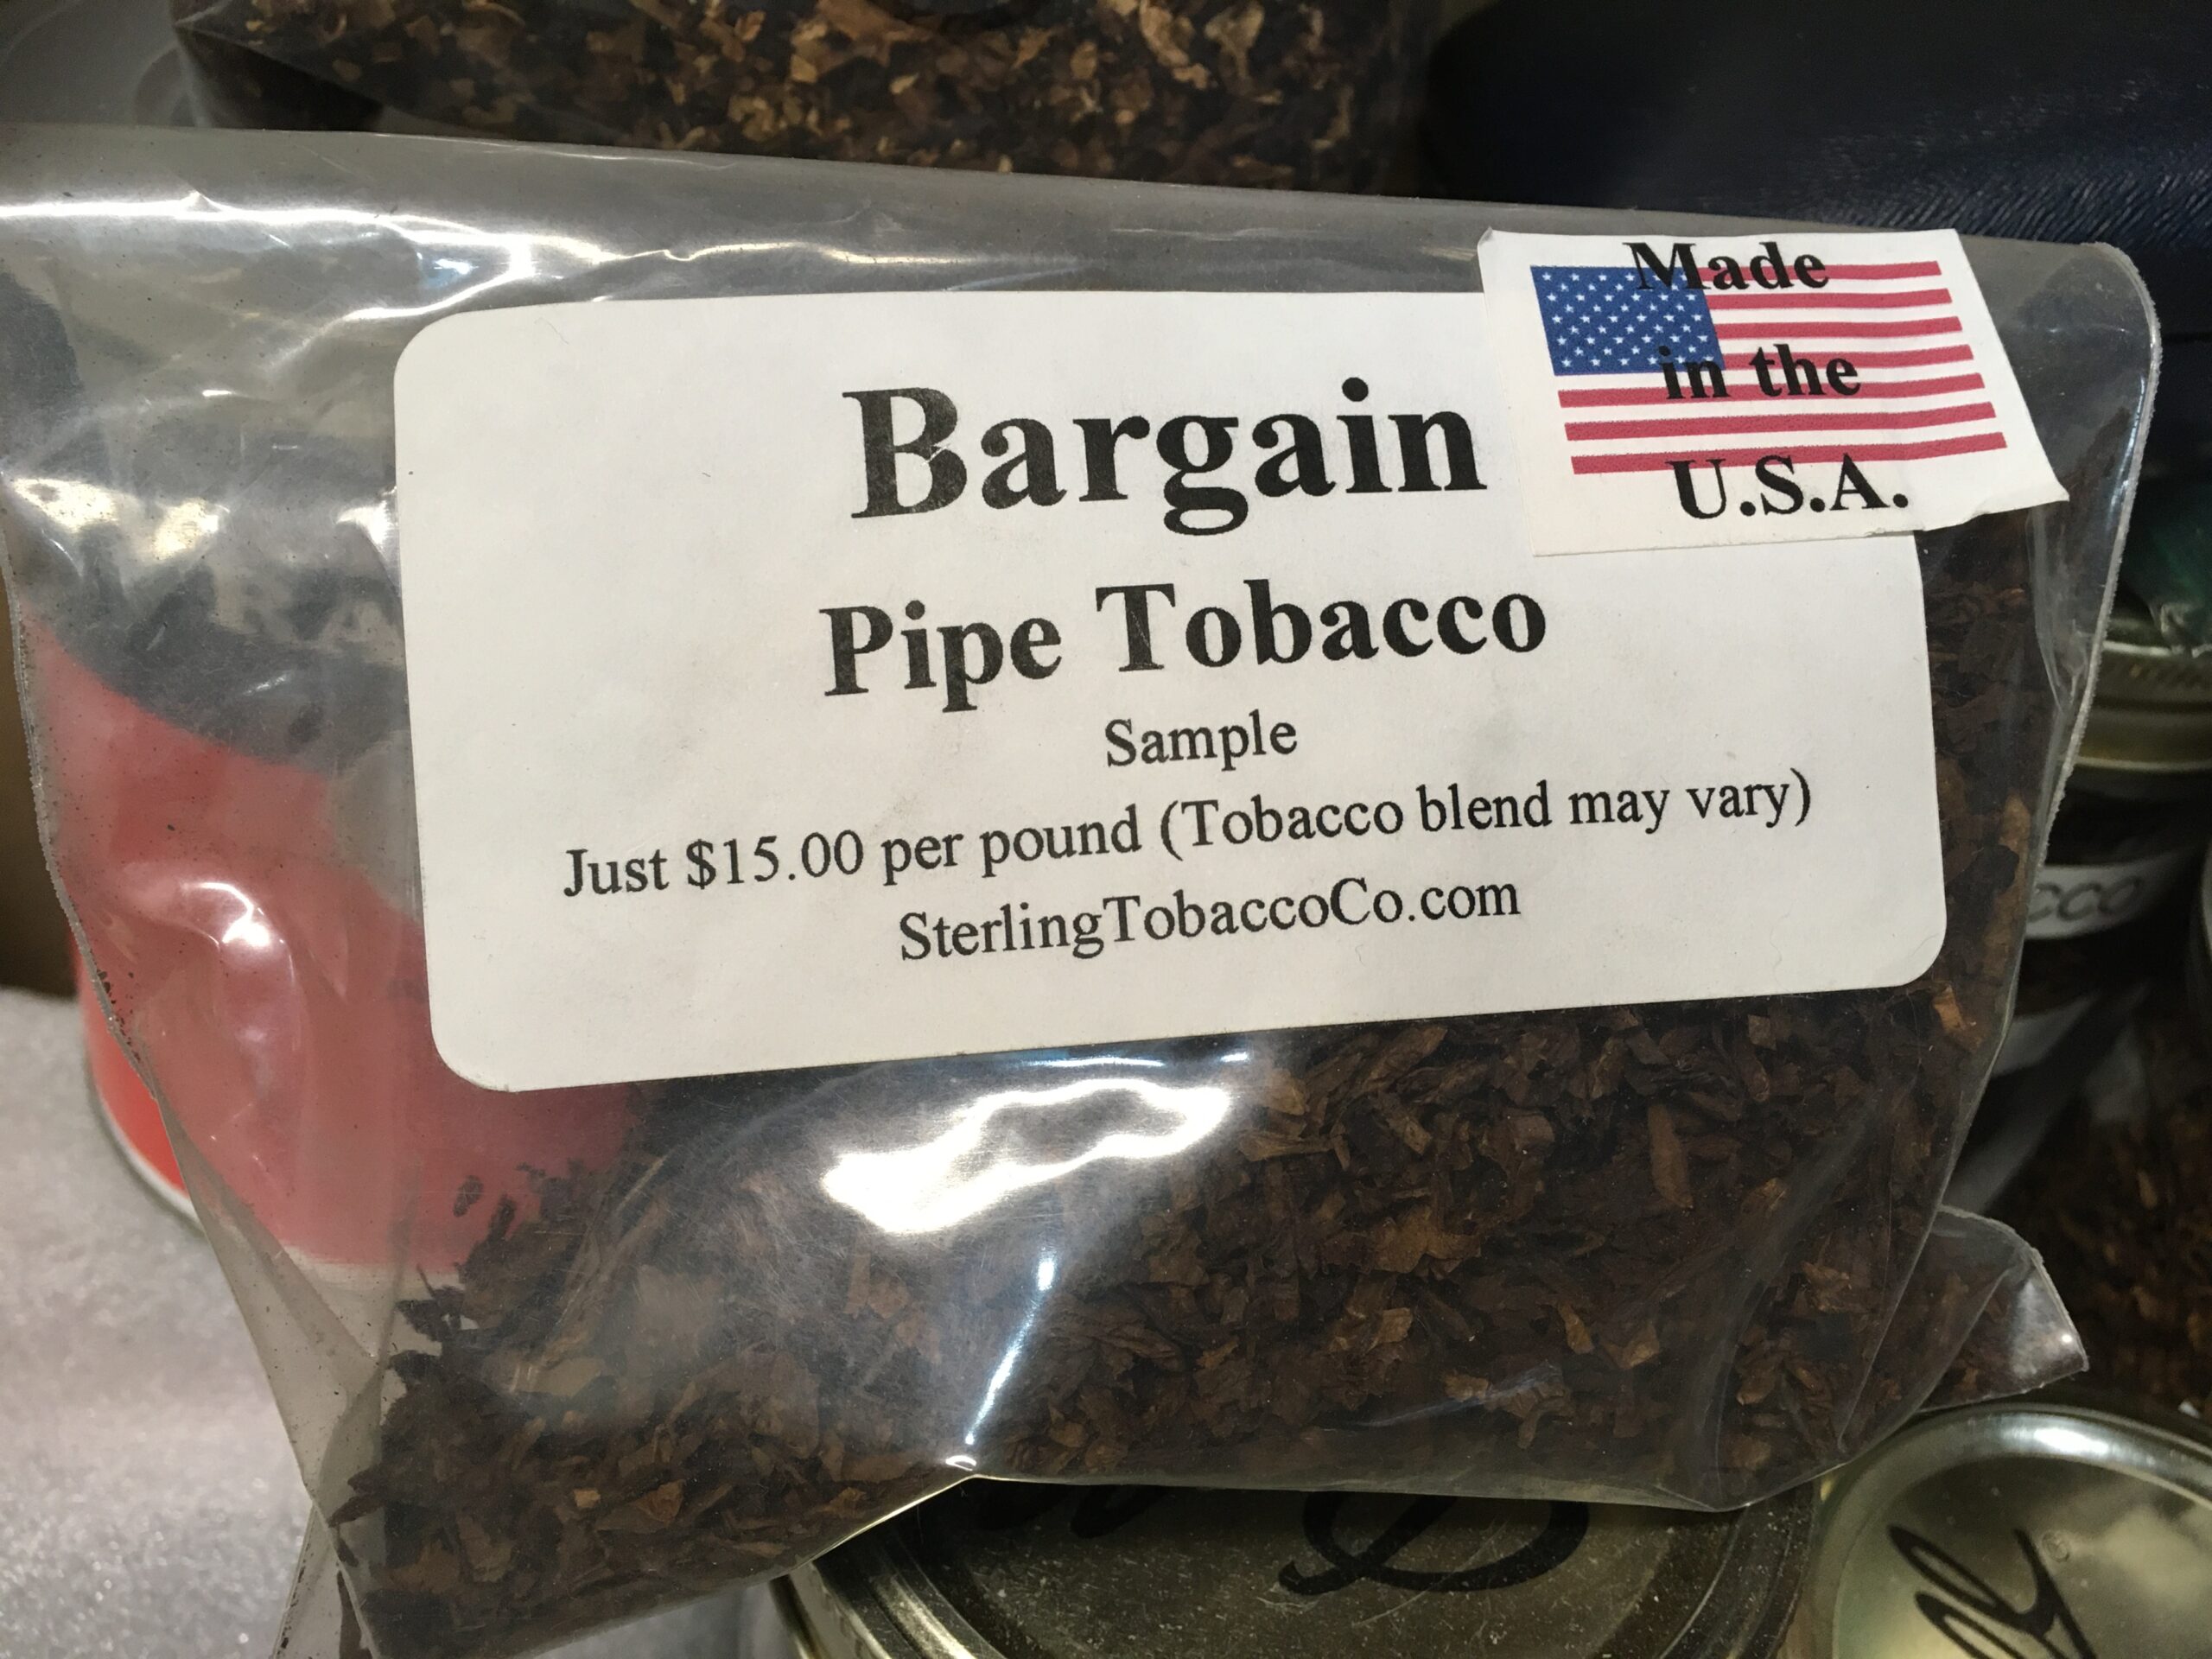 Made
in the
U.S.A.
Bargain
Pipe Tobacco
Sample
Just $15.00 per pound (Tobacco blend may vary)
SterlingTobaccoCo.com